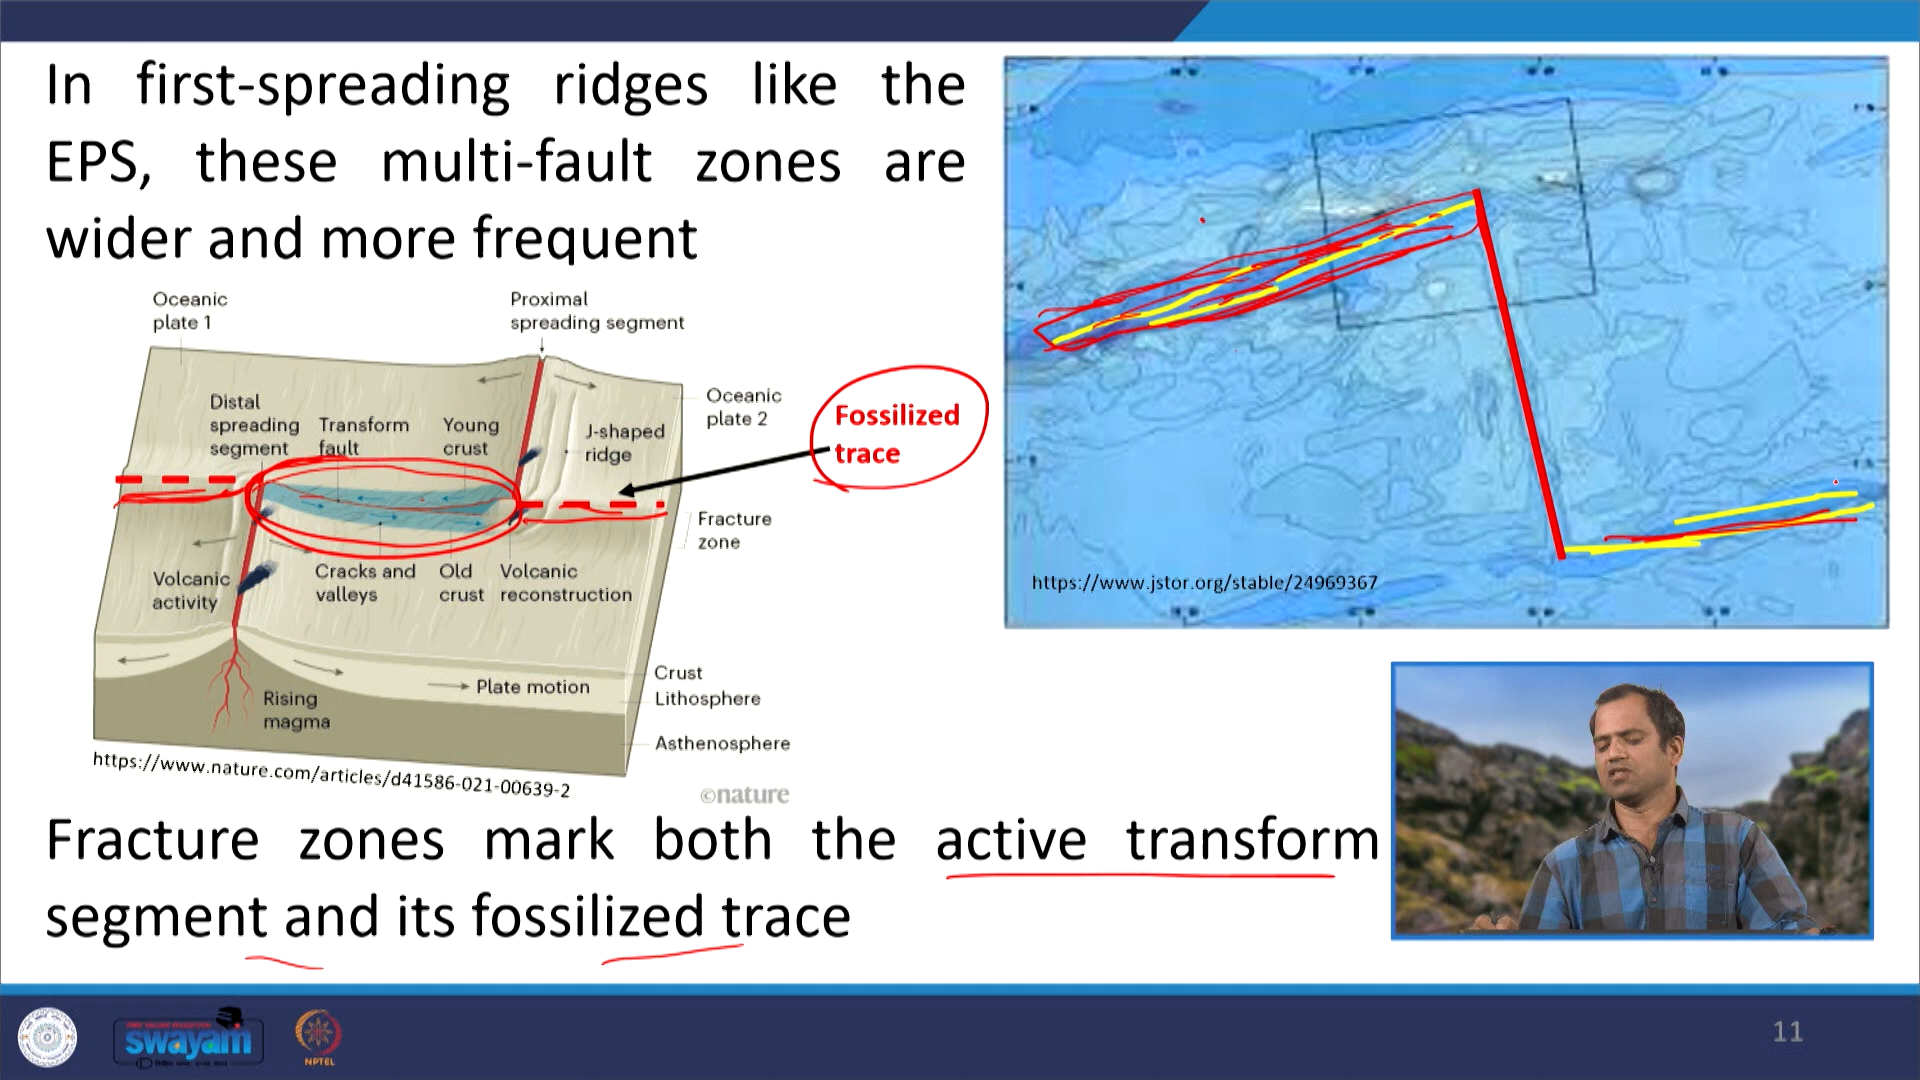 In first-spreading ridges like the
EPS, these multi-fault zones are
wider and more frequent
Oceanic
plate 1
Proximal
spreading segment
Distal
spreading
segment
Transform
fault
Young
crust
J-shaped
ridge
Oceanic
plate 2
Fossilized
trace
Fracture
zone
Volcanic
activity
Cracks and
valleys
Old
crust
Volcanic
reconstruction
Rising
magma
Plate motion
Crust
Lithosphere
Asthenosphere
https://www.nature.com/articles/d41586-021-00639-2
©nature
https://www.jstor.org/stable/24969367
Fracture zones mark both the active transform
segment and its fossilized trace
swayam
NPTEL
11